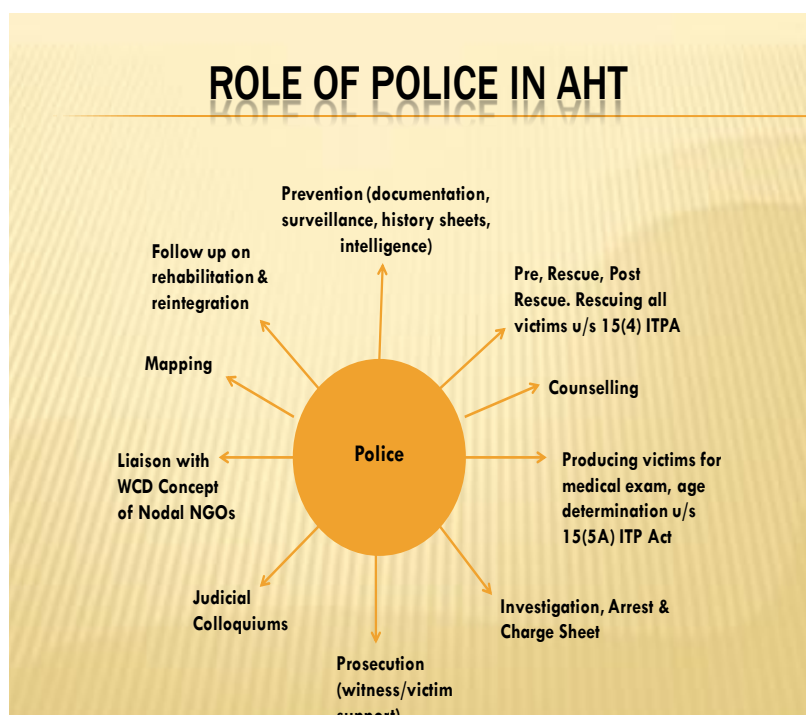 ROLE OF POLICE IN AHT
Prevention (documentation,
surveillance, history sheets,
intelligence)
Pre, Rescue, Post
Rescue. Rescuing all
victims u/s 15(4) ITPA
Counselling
Producing victims for
medical exam, age
determination u/s
15(5A) ITP Act
Investigation, Arrest &
Charge Sheet
Prosecution
(witness/victim
support)
Judicial
Colloquiums
Liaison with
WCD Concept
of Nodal NGOs
Mapping
Follow up on
rehabilitation &
reintegration
Police